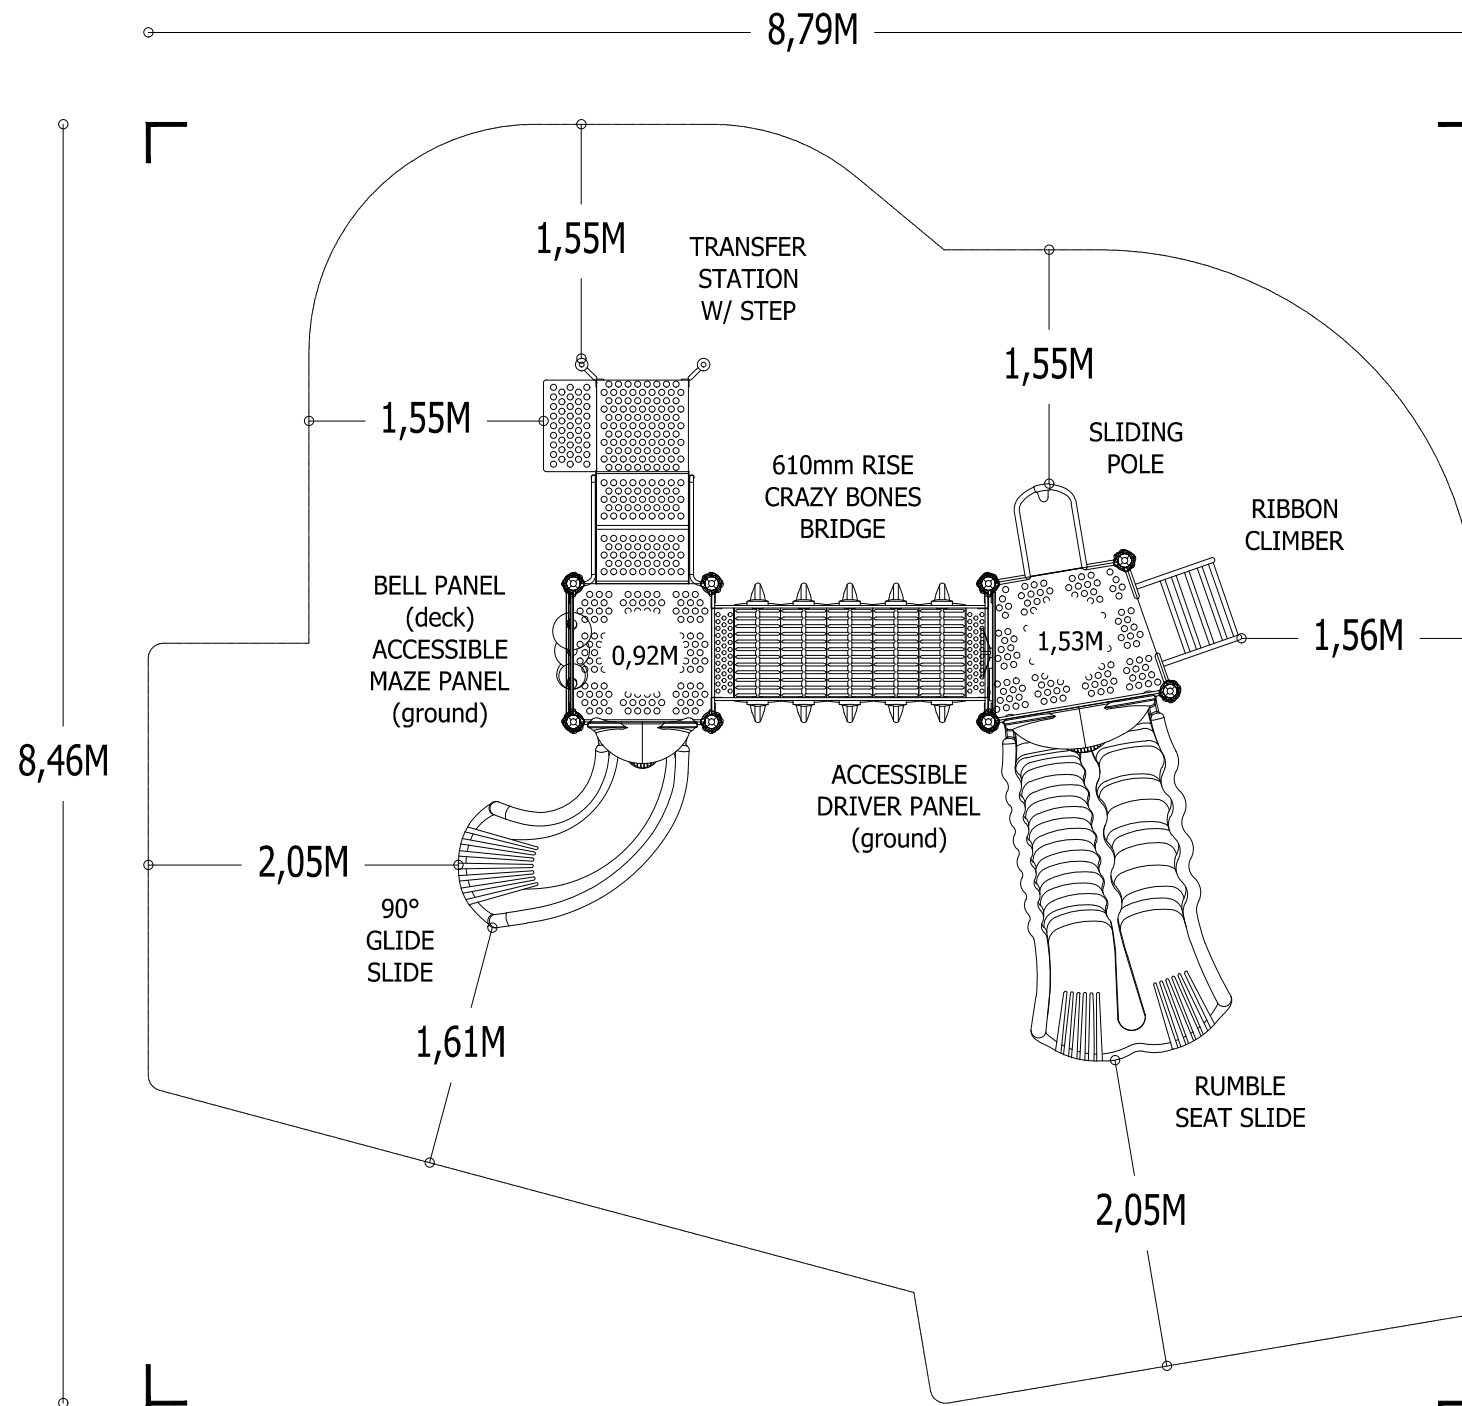 8,79M
1,55M
TRANSFER
STATION
W/ STEP
1,55M
1,55M
SLIDING
POLE
610mm RISE
CRAZY BONES
BRIDGE
RIBBON
CLIMBER
BELL PANEL
(deck)
ACCESSIBLE
MAZE PANEL
(ground)
0,92M
1,53M
1,56M
8,46M
ACCESSIBLE
DRIVER PANEL
(ground)
2,05M
90°
GLIDE
SLIDE
1,61M
RUMBLE
SEAT SLIDE
2,05M